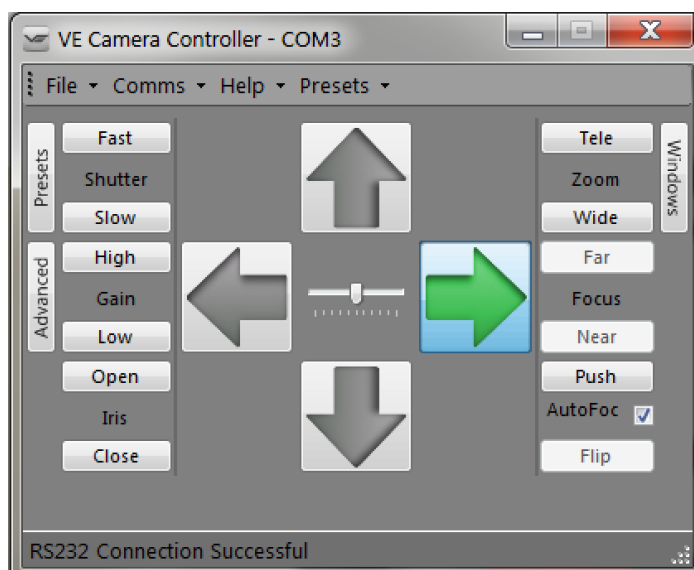 VE Camera Controller - COM3
File Comms Help Presets
Presets
Advanced
Fast
Shutter
Slow
High
Gain
Low
Open
Iris
Close
Tele
Zoom
Wide
Far
Focus
Near
Push
AutoFoc
Flip
Windows
RS232 Connection Successful